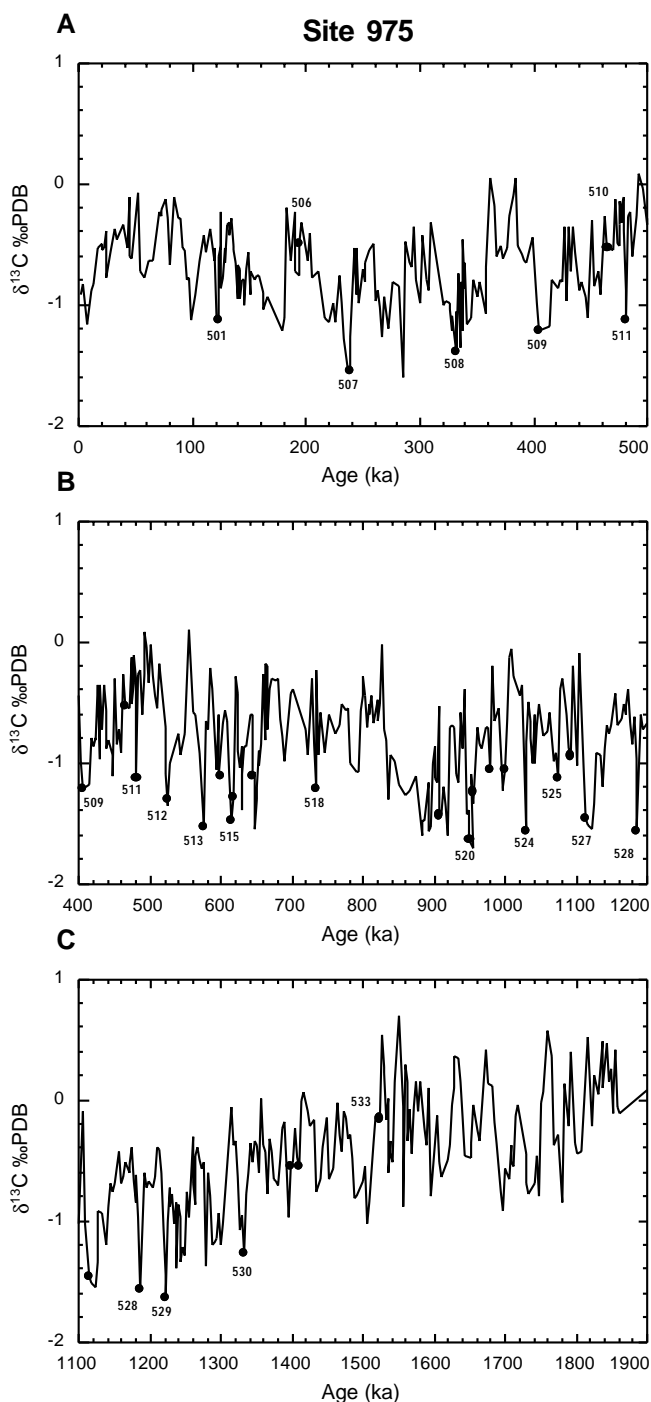 A
Site 975
1
0
-1
-2
δ13C ‰PDB
506
510
501
507
508
509
511
0 100 200 300 400 500
Age (ka)
B
1
0
-1
-2
δ13C ‰PDB
509
511
512
513
515
518
520
524
525
527
528
400 500 600 700 800 900 1000 1100 1200
Age (ka)
C
1
0
-1
-2
δ13C ‰PDB
533
530
528
529
1100 1200 1300 1400 1500 1600 1700 1800 1900
Age (ka)